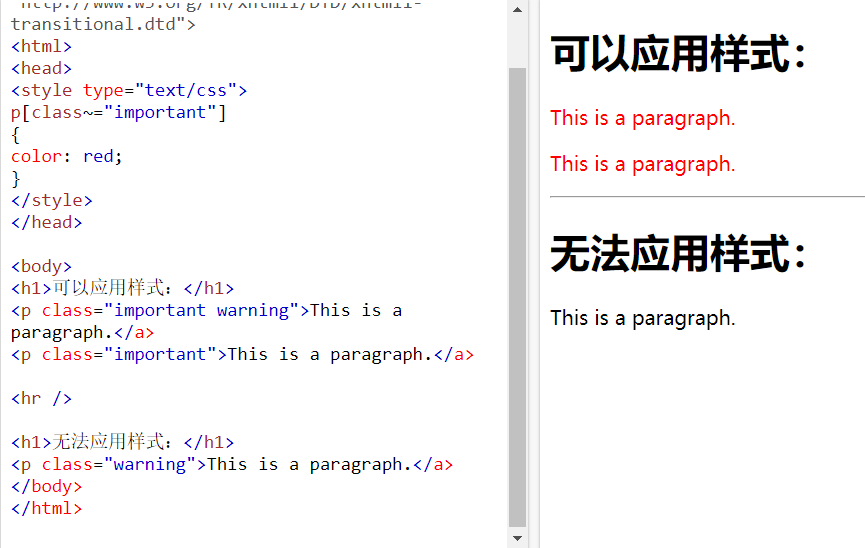 "http://www.w3.org/TR/xhtml1/DTD/xhtml1-
transitional.dtd">
<html>
<head>
<style type="text/css">
p[class~="important"]
{
color: red;
}
</style>
</head>
<body>
<h1>可以应用样式：</h1>
<p class="important warning">This is a
paragraph.</a>
<p class="important">This is a paragraph.</a>
<hr />
<h1>无法应用样式：</h1>
<p class="warning">This is a paragraph.</a>
</body>
</html>
可以应用样式：
This is a paragraph.
This is a paragraph.
无法应用样式：
This is a paragraph.